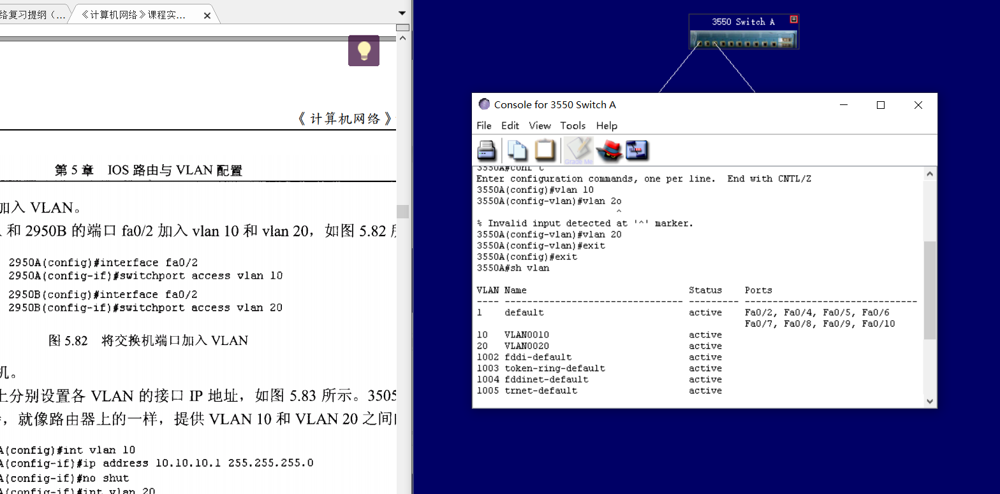 络复习提纲（...
《计算机网络》课程实...
《计算机网络》
第 5 章 IOS 路由与 VLAN 配置
加入 VLAN。
和 2950B 的端口 fa0/2 加入 vlan 10 和 vlan 20，如图 5.82
2950A(config)#interface fa0/2
2950A(config-if)#switchport access vlan 10
2950B(config)#interface fa0/2
2950B(config-if)#switchport access vlan 20
图 5.82 将交换机端口加入 VLAN
机。
上分别设置各 VLAN 的接口 IP 地址，如图 5.83 所示。3505
，就像路由器上的一样，提供 VLAN 10 和 VLAN 20 之间
A(config)#int vlan 10
A(config-if)#ip address 10.10.10.1 255.255.255.0
A(config-if)#no shut
A(config-if)#int vlan 20
3550 Switch A
Console for 3550 Switch A
File Edit View Tools Help
Grade Me
3550A#conf t
Enter configuration commands, one per line.  End with CNTL/Z
3550A(config)#vlan 10
3550A(config-vlan)#vlan 2o
^
% Invalid input detected at '^' marker.
3550A(config-vlan)#vlan 20
3550A(config-vlan)#exit
3550A(config)#exit
3550A#sh vlan
VLAN Name Status Ports
---- -------------------------------- --------- -------------------------------
1 default active Fa0/2, Fa0/4, Fa0/5, Fa0/6
Fa0/7, Fa0/8, Fa0/9, Fa0/10
10 VLAN0010 active
20 VLAN0020 active
1002 fddi-default active
1003 token-ring-default active
1004 fddinet-default active
1005 trnet-default active